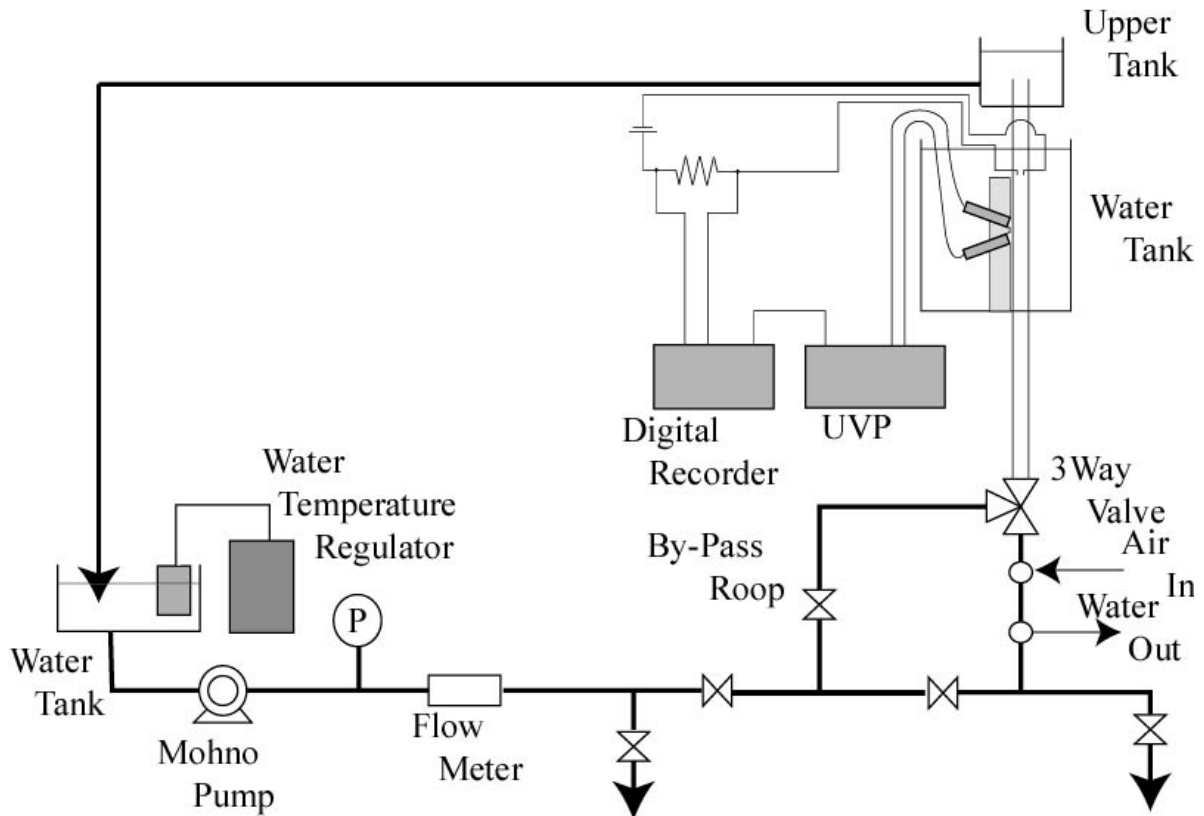 Upper
Tank
Water
Tank
Digital
Recorder
UVP
3Way
Valve
Air
In
Water
Out
By-Pass
Roop
Water
Temperature
Regulator
P
Water
Tank
Mohno
Pump
Flow
Meter